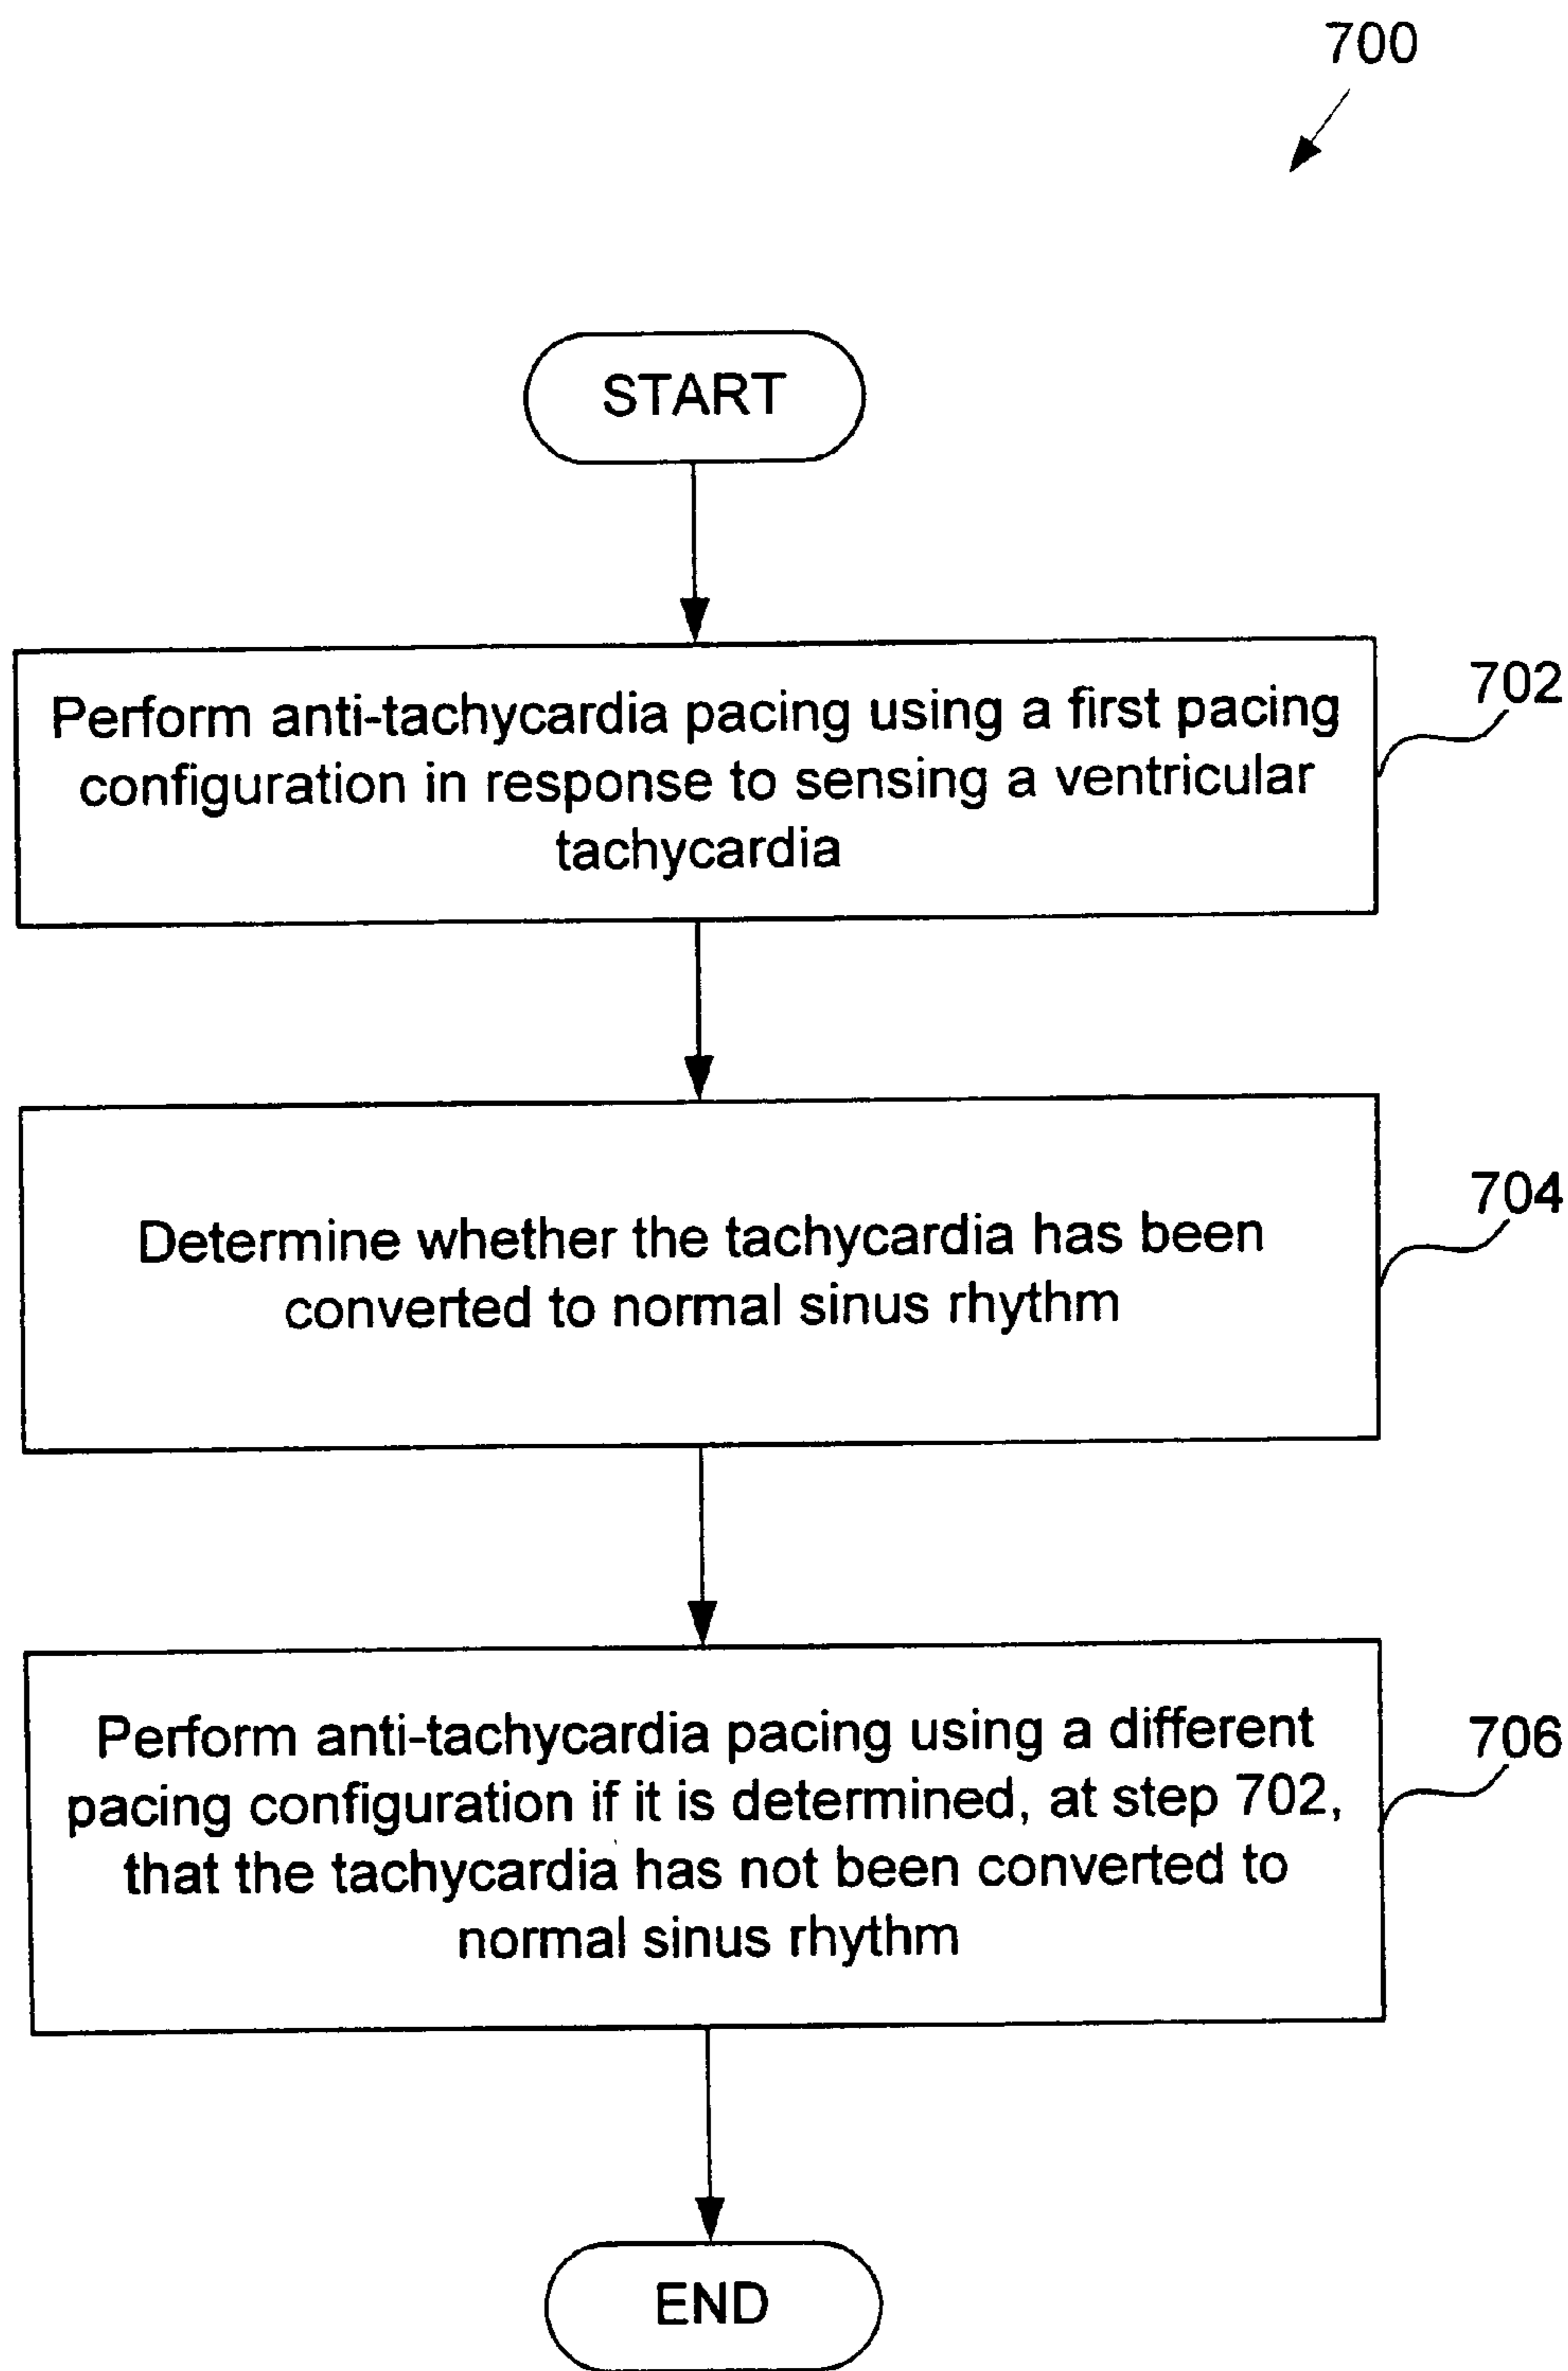 700
START
Perform anti-tachycardia pacing using a first pacing
configuration in response to sensing a ventricular
tachycardia
702
Determine whether the tachycardia has been
converted to normal sinus rhythm
704
Perform anti-tachycardia pacing using a different
pacing configuration if it is determined, at step 702,
that the tachycardia has not been converted to
normal sinus rhythm
706
END